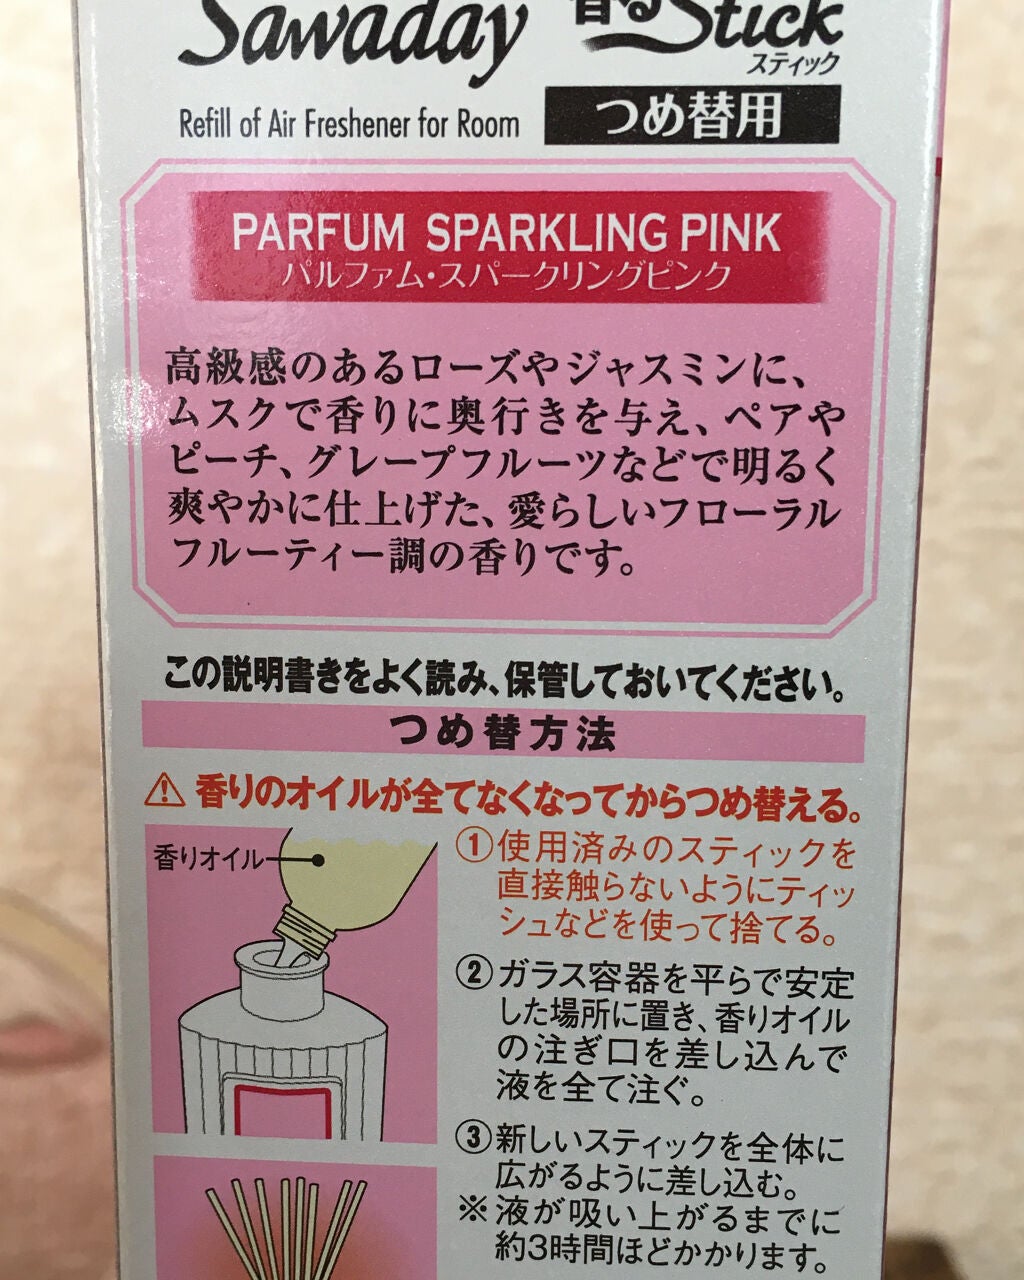 Sawaday 香るStick
スティック
Refill of Air Freshener for Room つめ替用
PARFUM SPARKLING PINK
パルファム・スパークリングピンク
高級感のあるローズやジャスミンに、
ムスクで香りに奥行きを与え、ペアや
ピーチ、グレープフルーツなどで明るく
爽やかに仕上げた、愛らしいフローラル
フルーティー調の香りです。
この説明書きをよく読み、保管しておいてください。
つめ替方法
⚠香りのオイルが全てなくなってからつめ替える。
香りオイル
①使用済みのスティックを
直接触らないようにティッ
シュなどを使って捨てる。
②ガラス容器を平らで安定
した場所に置き、香りオイル
の注ぎ口を差し込んで
液を全て注ぐ。
③新しいスティックを全体に
広がるように差し込む。
※液が吸い上がるまでに
約3時間ほどかかります。